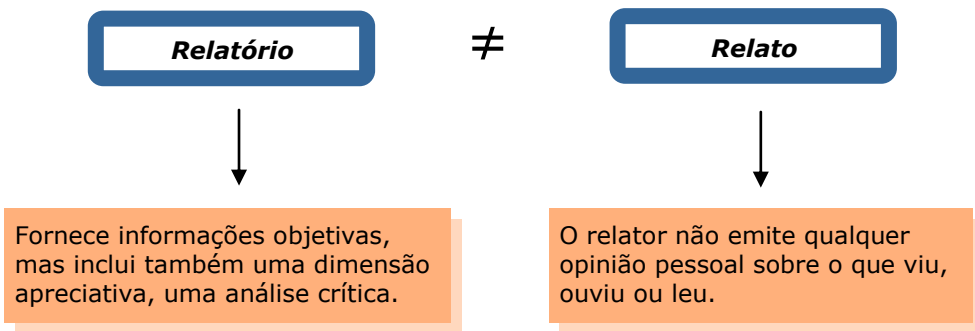 Relatório
≠
Relato
Fornece informações objetivas,
mas inclui também uma dimensão
apreciativa, uma análise crítica.
O relator não emite qualquer
opinião pessoal sobre o que viu,
ouviu ou leu.